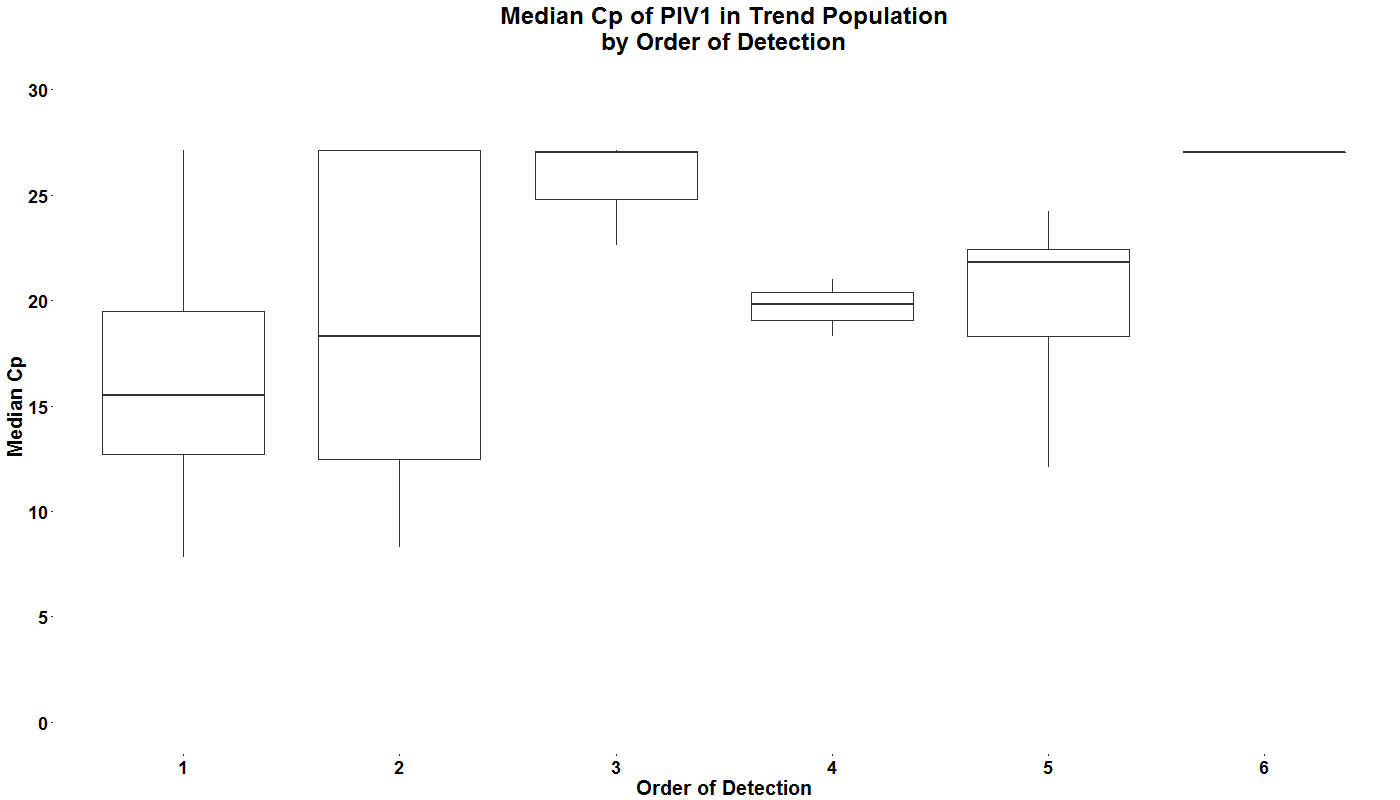 Median Cp of PIV1 in Trend Population
by Order of Detection
30
25
20
15
10
5
0
Median Cp
1 2 3 4 5 6
Order of Detection